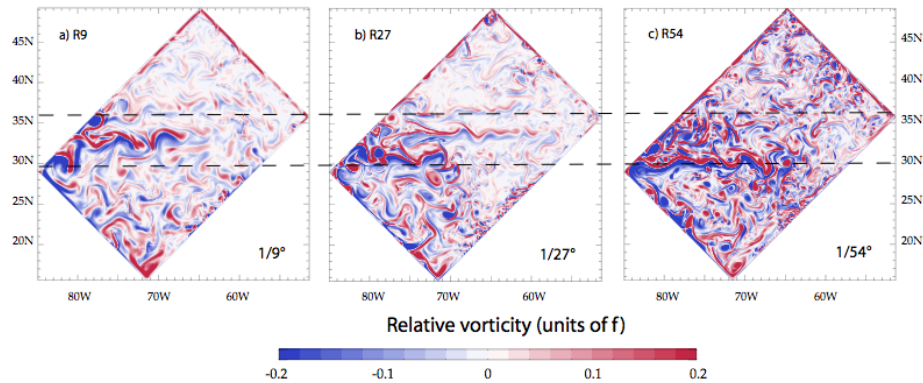 a) R9
b) R27
c) R54
45N
40N
35N
30N
25N
20N
45N
40N
35N
30N
25N
20N
1/9°
1/27°
1/54°
80W 70W 60W
80W 70W 60W
80W 70W 60W
Relative vorticity (units of f)
-0.2 -0.1 0 0.1 0.2